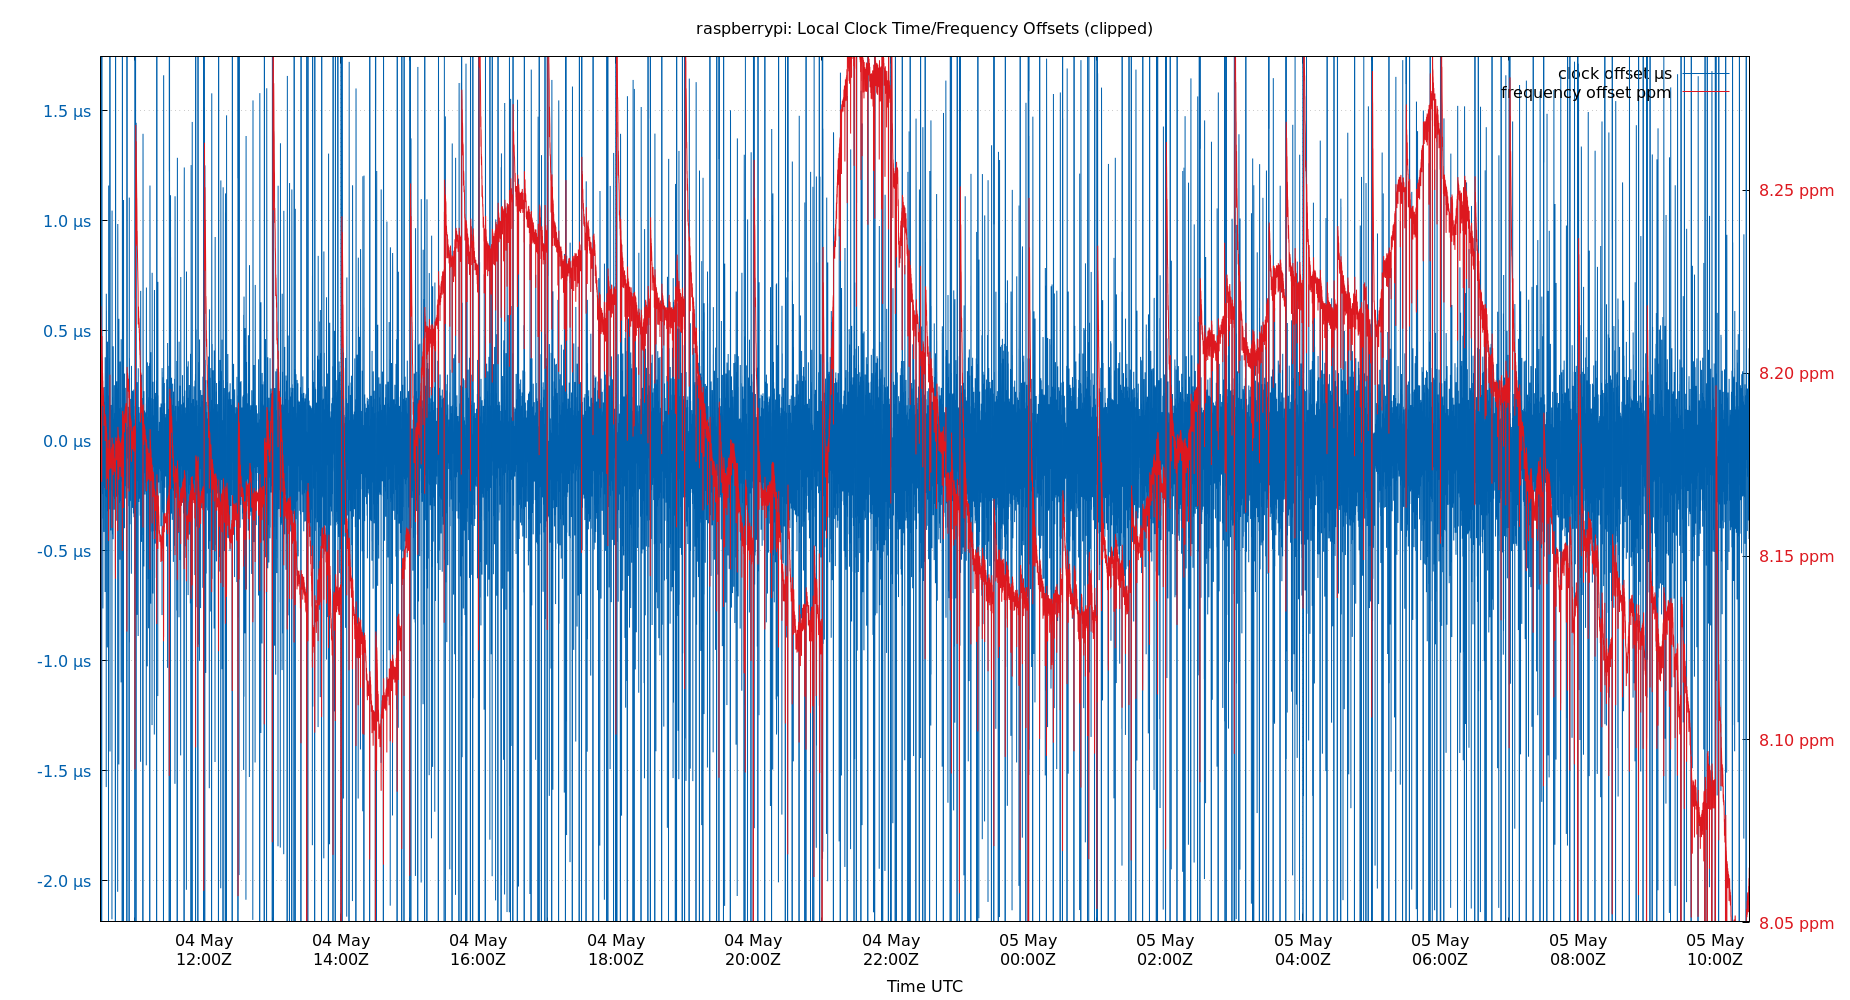 raspberrypi: Local Clock Time/Frequency Offsets (clipped)
clock offset µs
frequency offset ppm
1.5 µs
1.0 µs
0.5 µs
0.0 µs
-0.5 µs
-1.0 µs
-1.5 µs
-2.0 µs
8.25 ppm
8.20 ppm
8.15 ppm
8.10 ppm
8.05 ppm
04 May 04 May 04 May 04 May 04 May 04 May 05 May 05 May 05 May 05 May 05 May 05 May
12:00Z 14:00Z 16:00Z 18:00Z 20:00Z 22:00Z 00:00Z 02:00Z 04:00Z 06:00Z 08:00Z 10:00Z
Time UTC